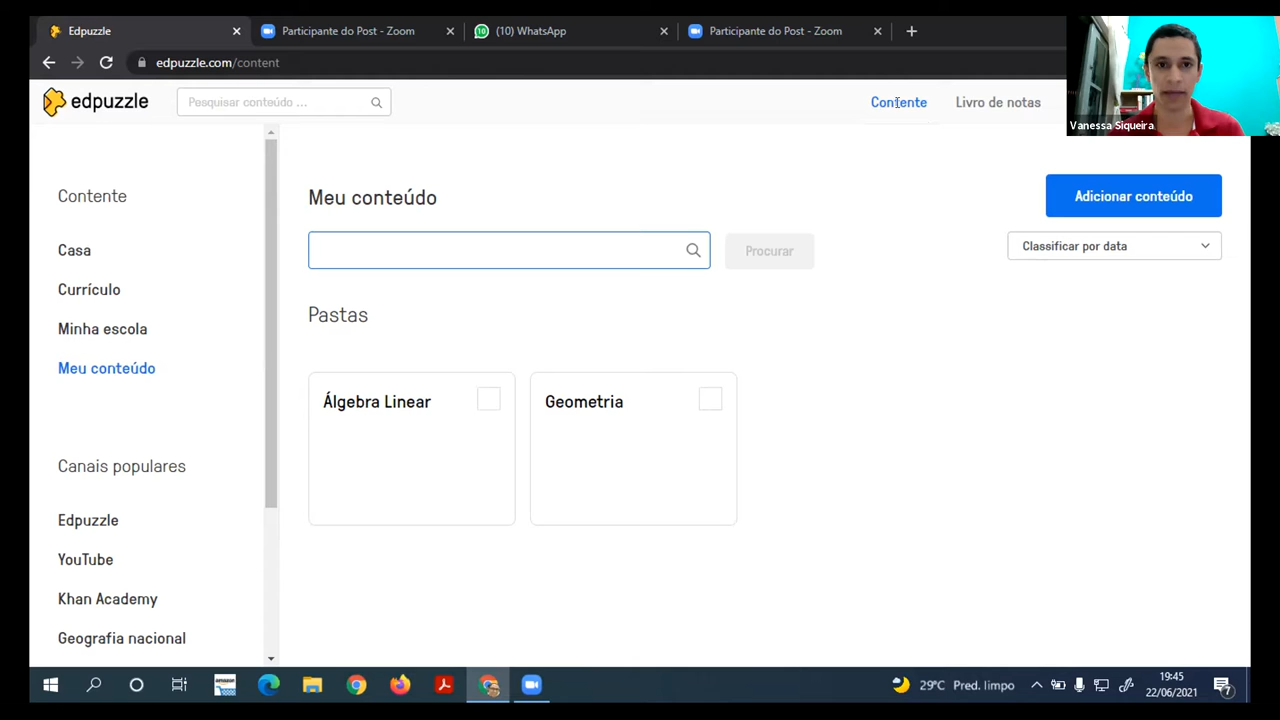 Edpuzzle
Participante do Post - Zoom
(10) WhatsApp
Participante do Post - Zoom
edpuzzle.com/content
edpuzzle
Pesquisar conteúdo ...
Contente
Livro de notas
Vanessa Siqueira
Contente
Casa
Currículo
Minha escola
Meu conteúdo
Canais populares
Edpuzzle
YouTube
Khan Academy
Geografia nacional
Meu conteúdo
Adicionar conteúdo
Procurar
Classificar por data
Pastas
Álgebra Linear
Geometria
amazon
29°C Pred. limpo
19:45
22/06/2021
7